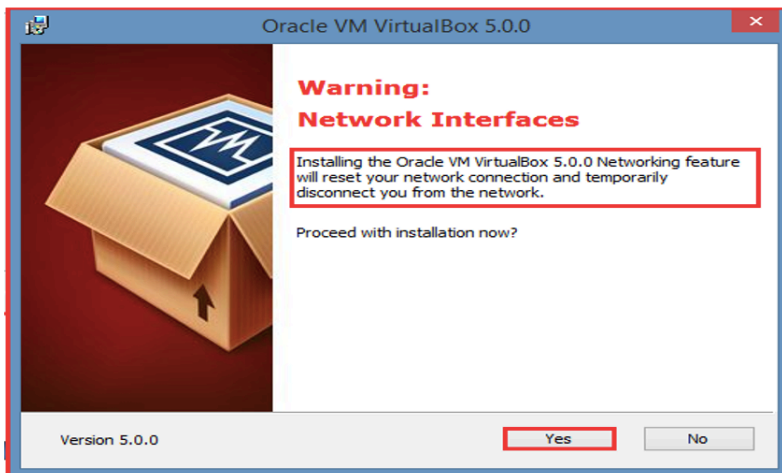 Oracle VM VirtualBox 5.0.0
Warning:
Network Interfaces
Installing the Oracle VM VirtualBox 5.0.0 Networking feature
will reset your network connection and temporarily
disconnect you from the network.
Proceed with installation now?
Version 5.0.0
Yes
No